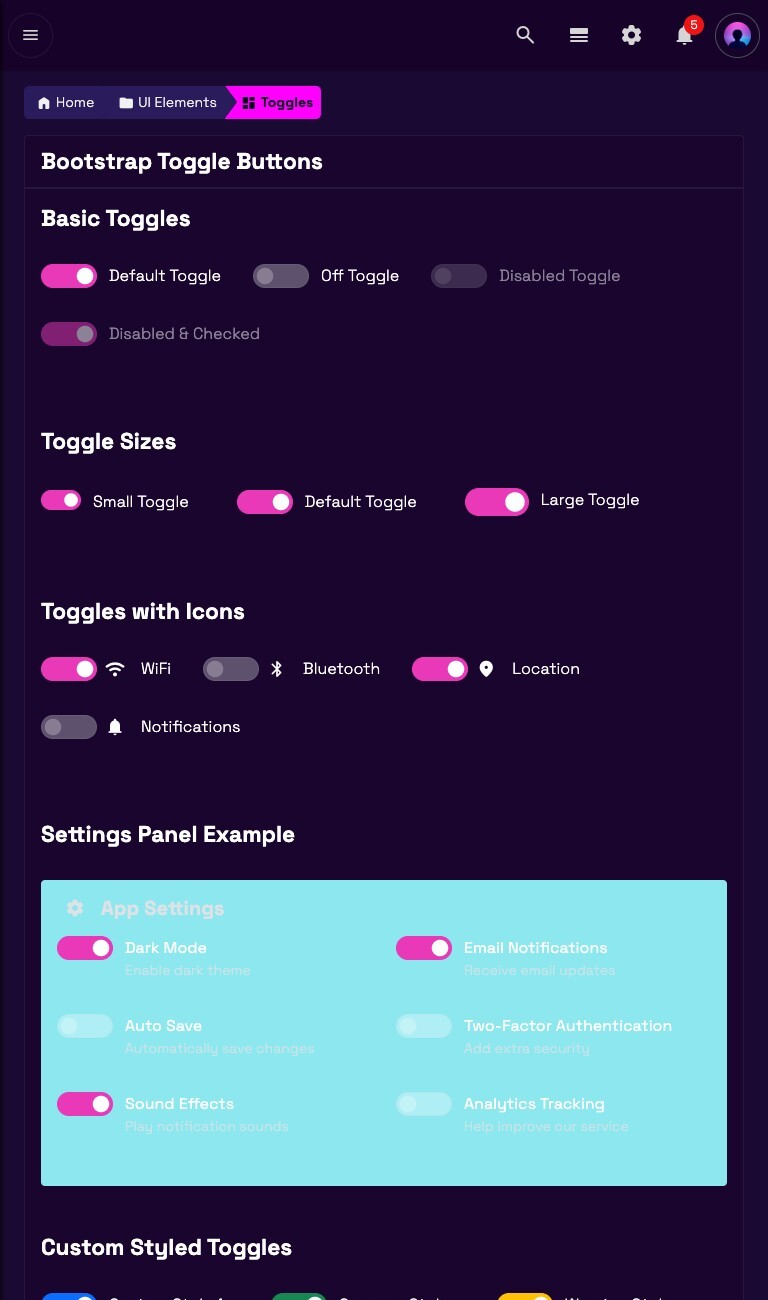 5
Home UI Elements Toggles
Bootstrap Toggle Buttons
Basic Toggles
Default Toggle Off Toggle Disabled Toggle
Disabled & Checked
Toggle Sizes
Small Toggle Default Toggle Large Toggle
Toggles with Icons
WiFi Bluetooth Location
Notifications
Settings Panel Example
App Settings
Dark Mode Email Notifications
Enable dark theme Receive email updates
Auto Save Two-Factor Authentication
Automatically save changes Add extra security
Sound Effects Analytics Tracking
Play notification sounds Help improve our service
Custom Styled Toggles